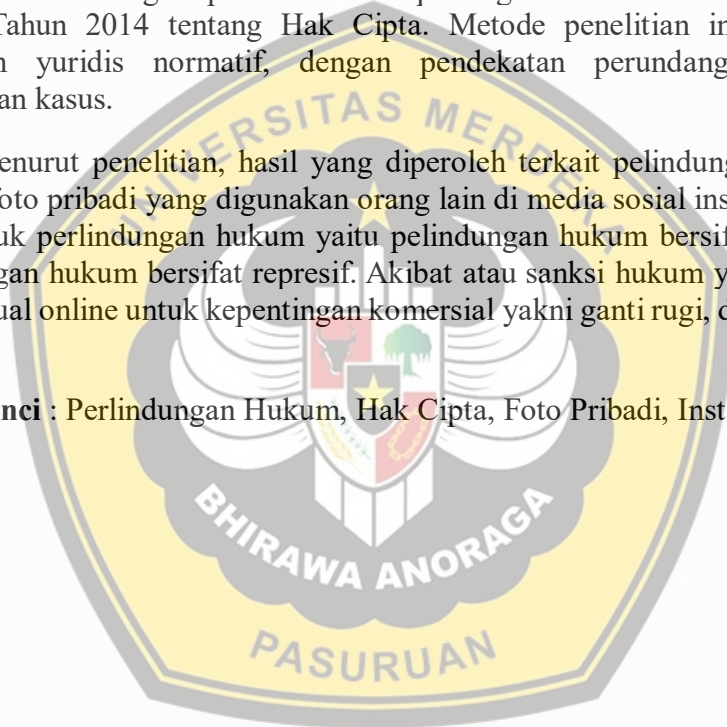 Tahun 2014 tentang Hak Cipta. Metode penelitian in
yuridis normatif, dengan pendekatan perundang
an kasus.
enurut penelitian, hasil yang diperoleh terkait pelindung
foto pribadi yang digunakan orang lain di media sosial ins
uk perlindungan hukum yaitu pelindungan hukum bersif
gan hukum bersifat represif. Akibat atau sanksi hukum y
ual online untuk kepentingan komersial yakni ganti rugi, d
nci : Perlindungan Hukum, Hak Cipta, Foto Pribadi, Inst
UNIVERSITAS MERDEKA
BHIRAWA ANORAGA
PASURUAN